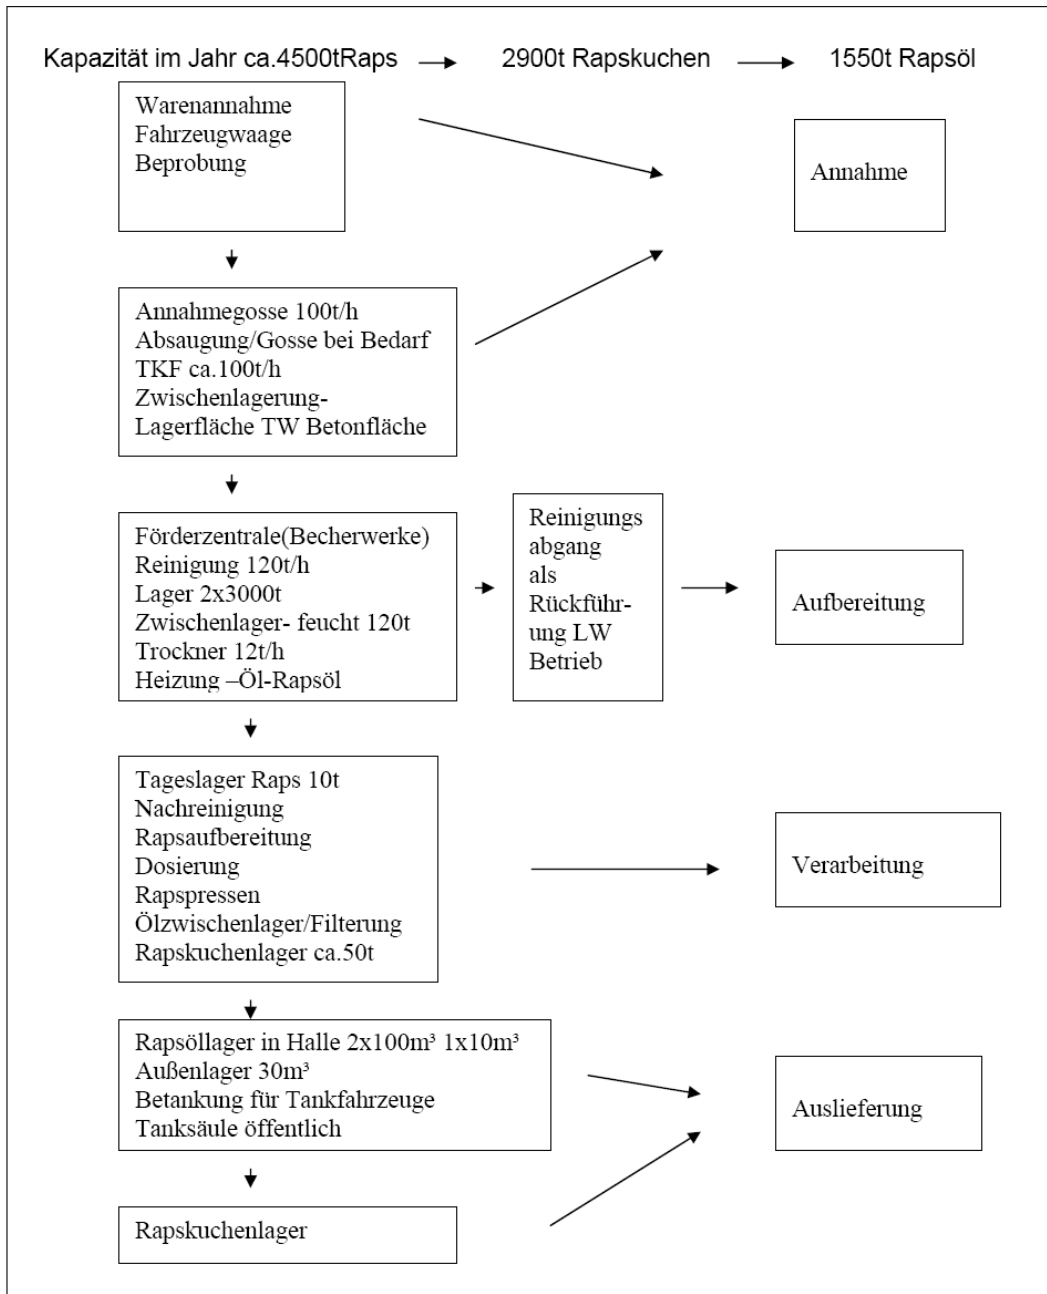 Kapazität im Jahr ca.4500tRaps 2900t Rapskuchen 1550t Rapsöl
Warenannahme
Fahrzeugwaage
Beprobung
Annahme
Annahmegosse 100t/h
Absaugung/Gosse bei Bedarf
TKF ca.100t/h
Zwischenlagerung-
Lagerfläche TW Betonfläche
Förderzentrale(Becherwerke)
Reinigung 120t/h
Lager 2x3000t
Zwischenlager- feucht 120t
Trockner 12t/h
Heizung –Öl-Rapsöl
Reinigungs
abgang
als
Rückführ-
ung LW
Betrieb
Aufbereitung
Tageslager Raps 10t
Nachreinigung
Rapsaufbereitung
Dosierung
Rapspressen
Ölzwischenlager/Filterung
Rapskuchenlager ca.50t
Verarbeitung
Rapsöllager in Halle 2x100m³ 1x10m³
Außenlager 30m³
Betankung für Tankfahrzeuge
Tanksäule öffentlich
Auslieferung
Rapskuchenlager